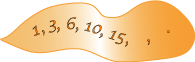 1, 3, 6, 10, 15, , .